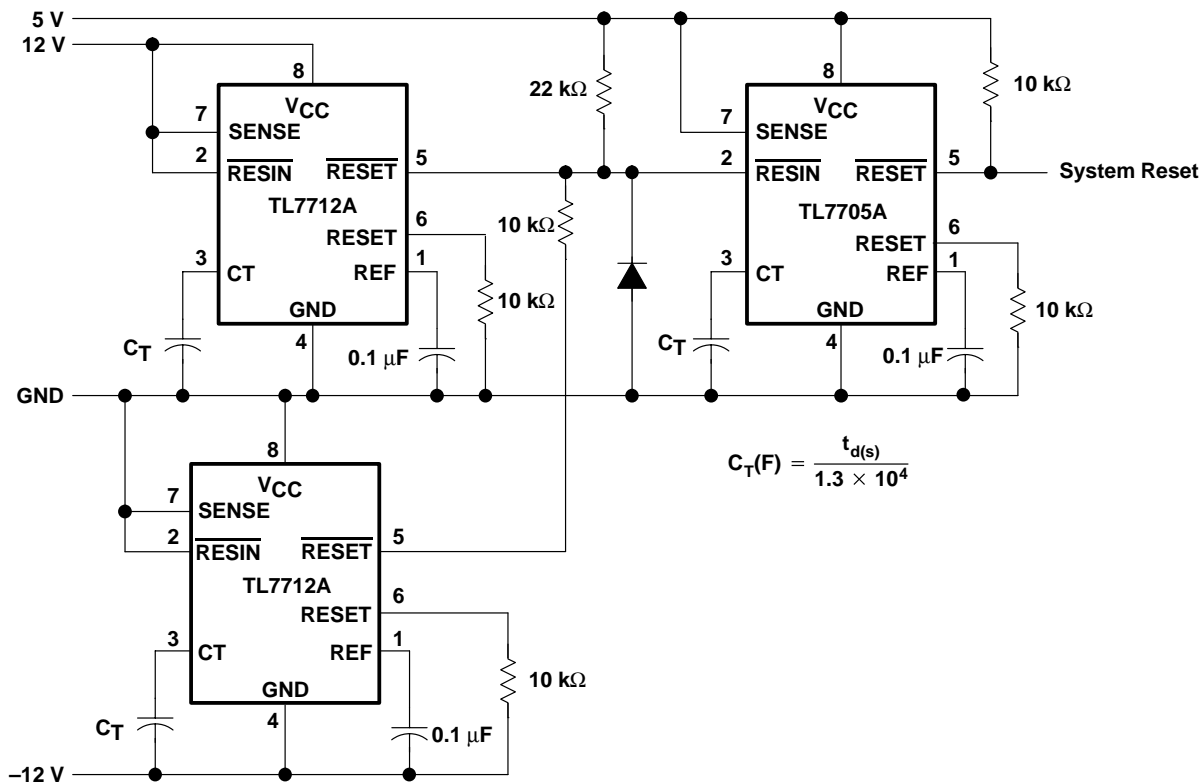 5 V
12 V
8
VCC
7
SENSE
2
RESIN
RESET
5
TL7712A
6
RESET
3
CT
REF
1
GND
4
CT
0.1 μF
10 kΩ
22 kΩ
10 kΩ
8
VCC
7
SENSE
2
RESIN
RESET
5
TL7705A
6
RESET
3
CT
REF
1
GND
4
CT
0.1 μF
10 kΩ
10 kΩ
System Reset
GND
CT(F) = td(s) / 1.3 × 10⁴
8
VCC
7
SENSE
2
RESIN
RESET
5
TL7712A
6
RESET
3
CT
REF
1
GND
4
CT
0.1 μF
10 kΩ
–12 V